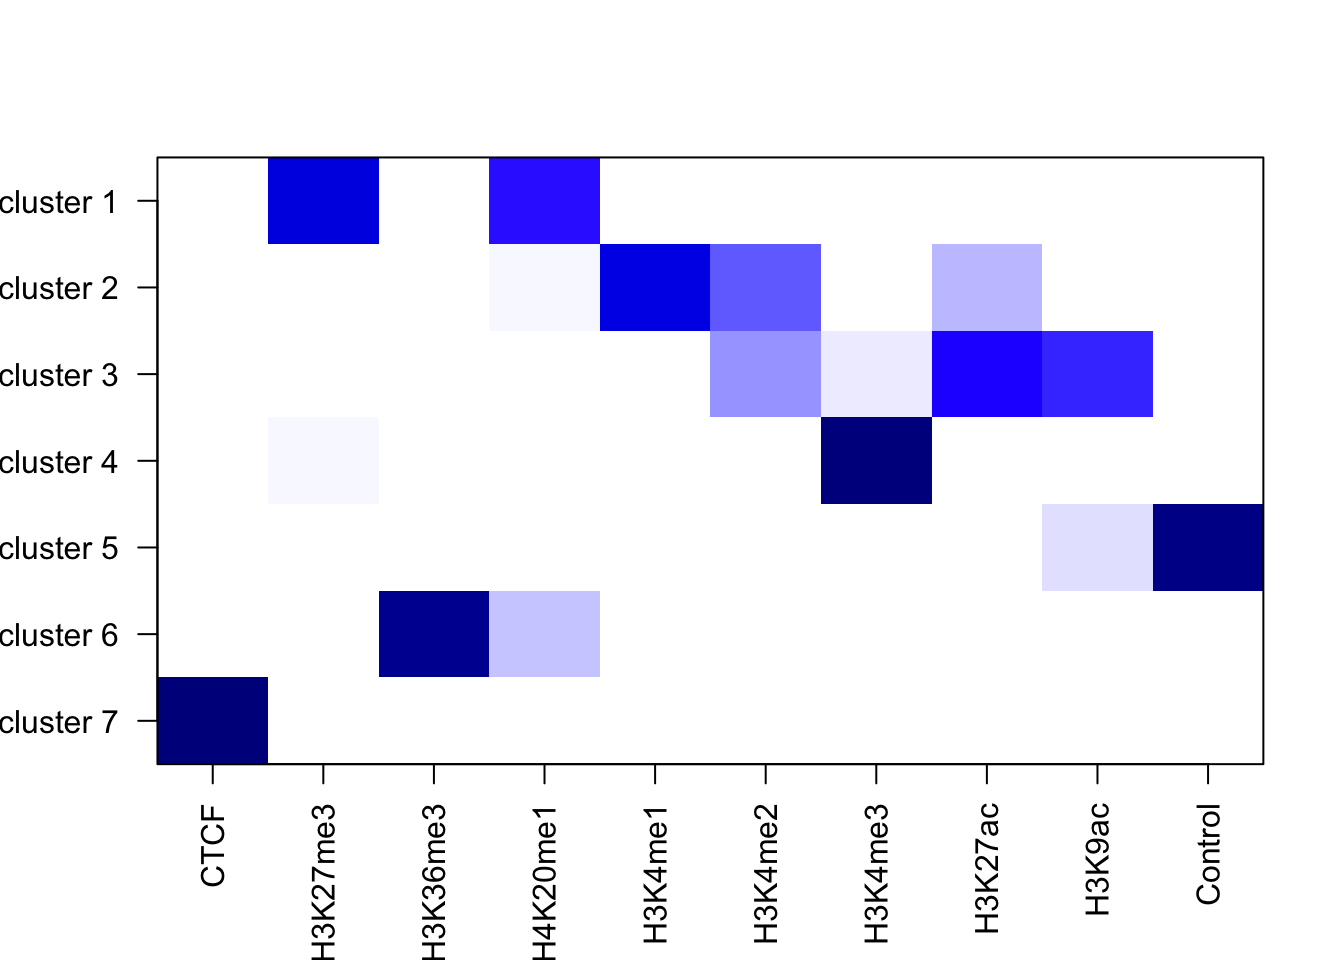 cluster 1
cluster 2
cluster 3
cluster 4
cluster 5
cluster 6
cluster 7
CTCF
H3K27me3
H3K36me3
H4K20me1
H3K4me1
H3K4me2
H3K4me3
H3K27ac
H3K9ac
Control